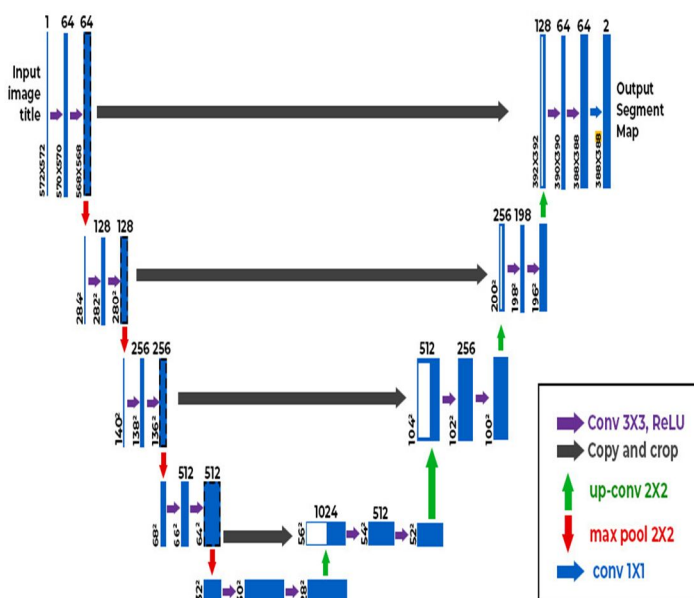 1 64 64
128 64 64 2
Input
image
title
Output
Segment
Map
572X572
570X570
568X568
392X392
390X390
388X388
388X388
128 128
256 198
284²
282²
280²
200²
198²
196²
256 256
512 256
140²
138²
136²
104²
102²
100²
512 512
1024 512
68²
66²
64²
56²
54²
52²
Conv 3X3, ReLU
Copy and crop
up-conv 2X2
max pool 2X2
conv 1X1